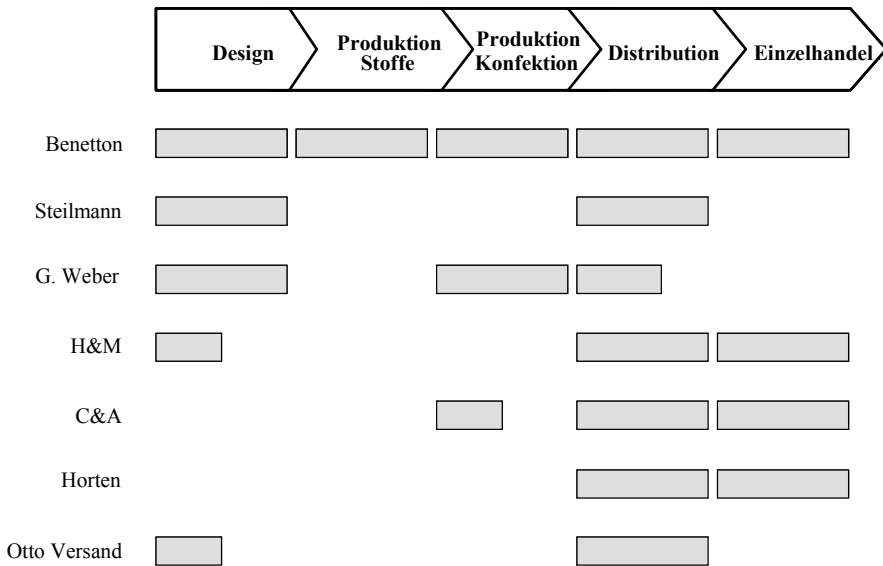 Design
Produktion
Stoffe
Produktion
Konfektion
Distribution
Einzelhandel
Benetton
Steilmann
G. Weber
H&M
C&A
Horten
Otto Versand